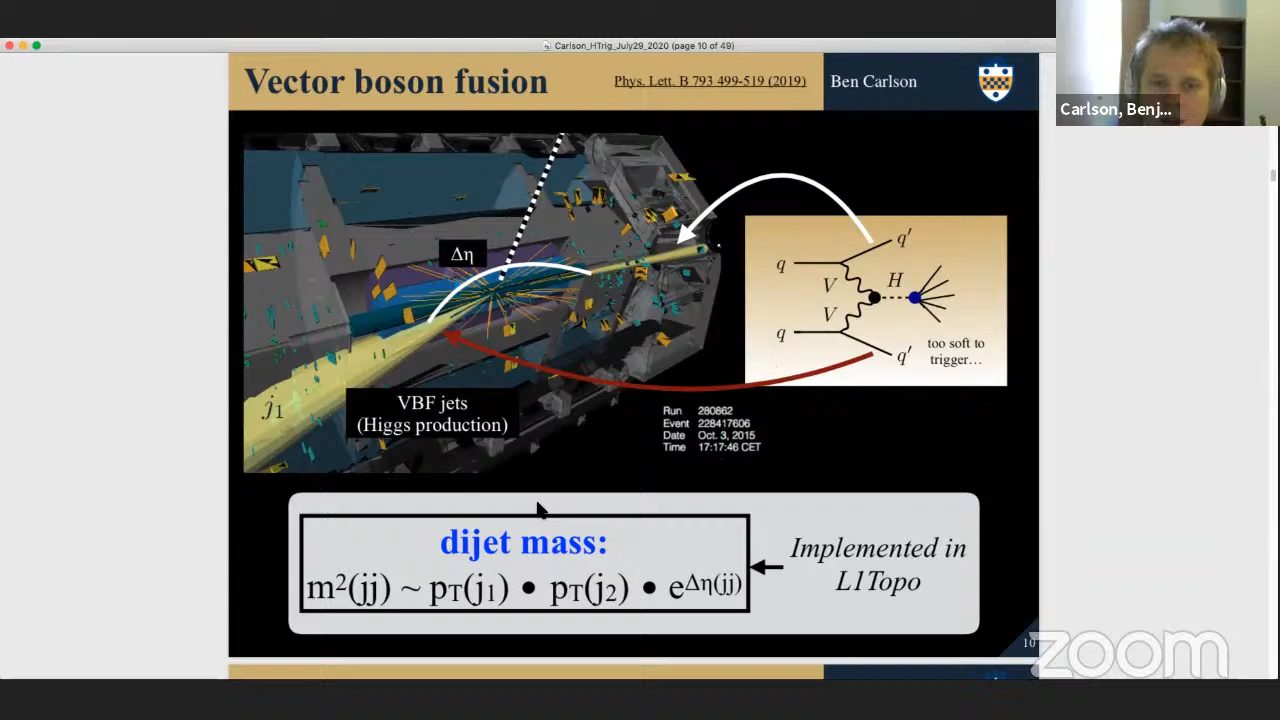 Carlson_HTrig_July29_2020 (page 10 of 49)
Vector boson fusion
Phys. Lett. B 793 499-519 (2019)
Ben Carlson
Carlson, Benj...
Δη
j1
VBF jets
(Higgs production)
q
q'
V
H
V
q
q'
too soft to
trigger...
Run 280862
Event 228417606
Date Oct. 3, 2015
Time 17:17:46 CET
dijet mass:
m²(jj) ~ pT(j1) • pT(j2) • e^Δη(jj)
Implemented in
L1Topo
10
zoom